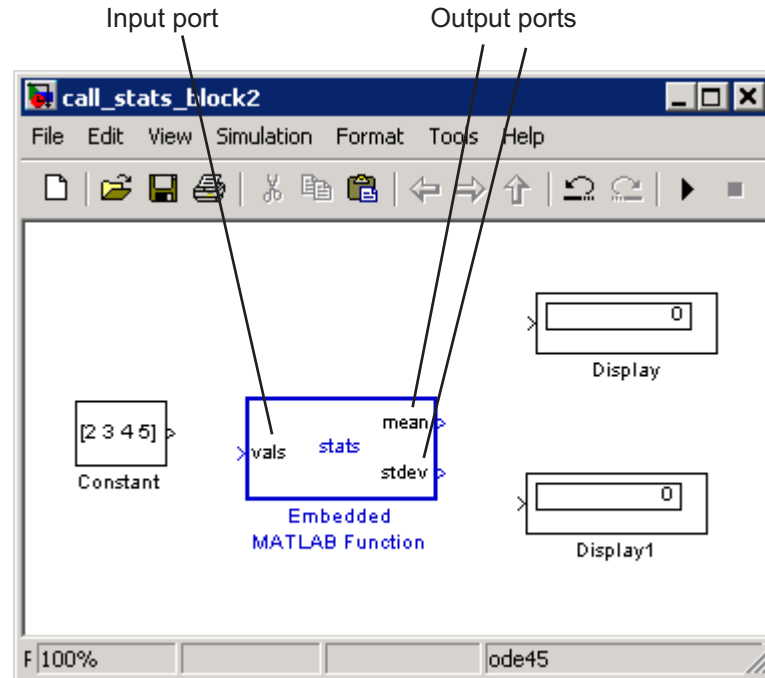 Input port
Output ports
call_stats_block2
File Edit View Simulation Format Tools Help
0
Display
[2 3 4 5]
Constant
vals
stats
mean
stdev
Embedded
MATLAB Function
0
Display1
F 100%
ode45